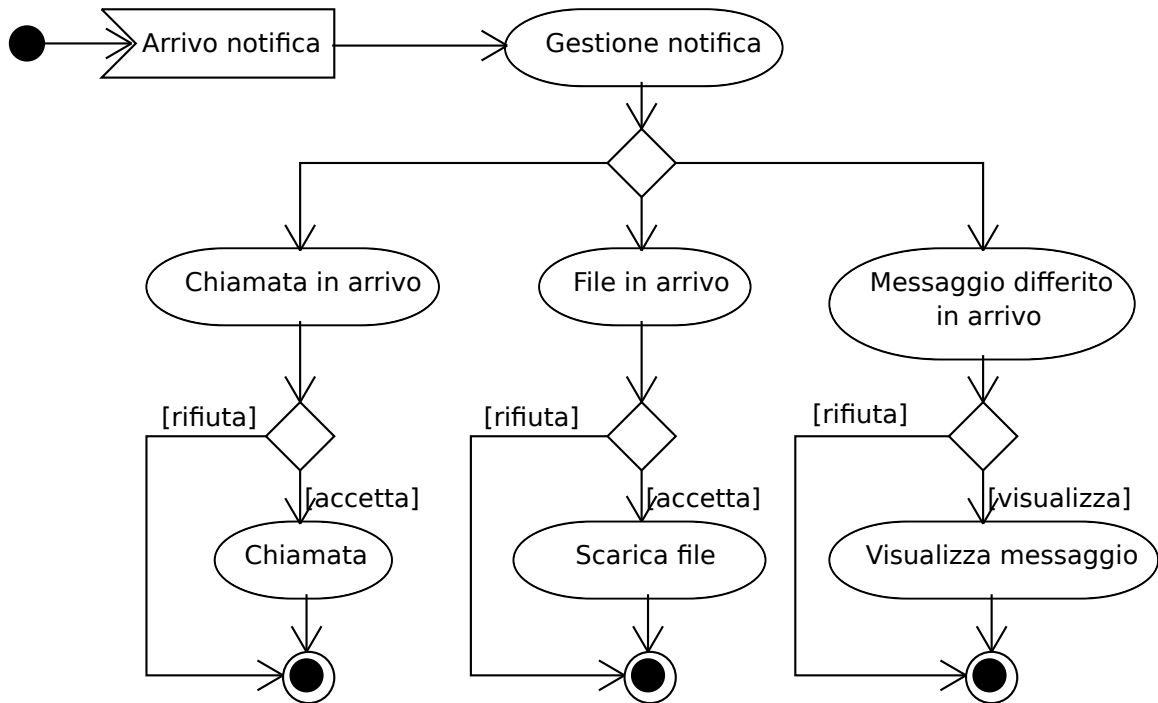 Arrivo notifica
Gestione notifica
Chiamata in arrivo
File in arrivo
Messaggio differito
in arrivo
[rifiuta]
[rifiuta]
[rifiuta]
[accetta]
[accetta]
[visualizza]
Chiamata
Scarica file
Visualizza messaggio